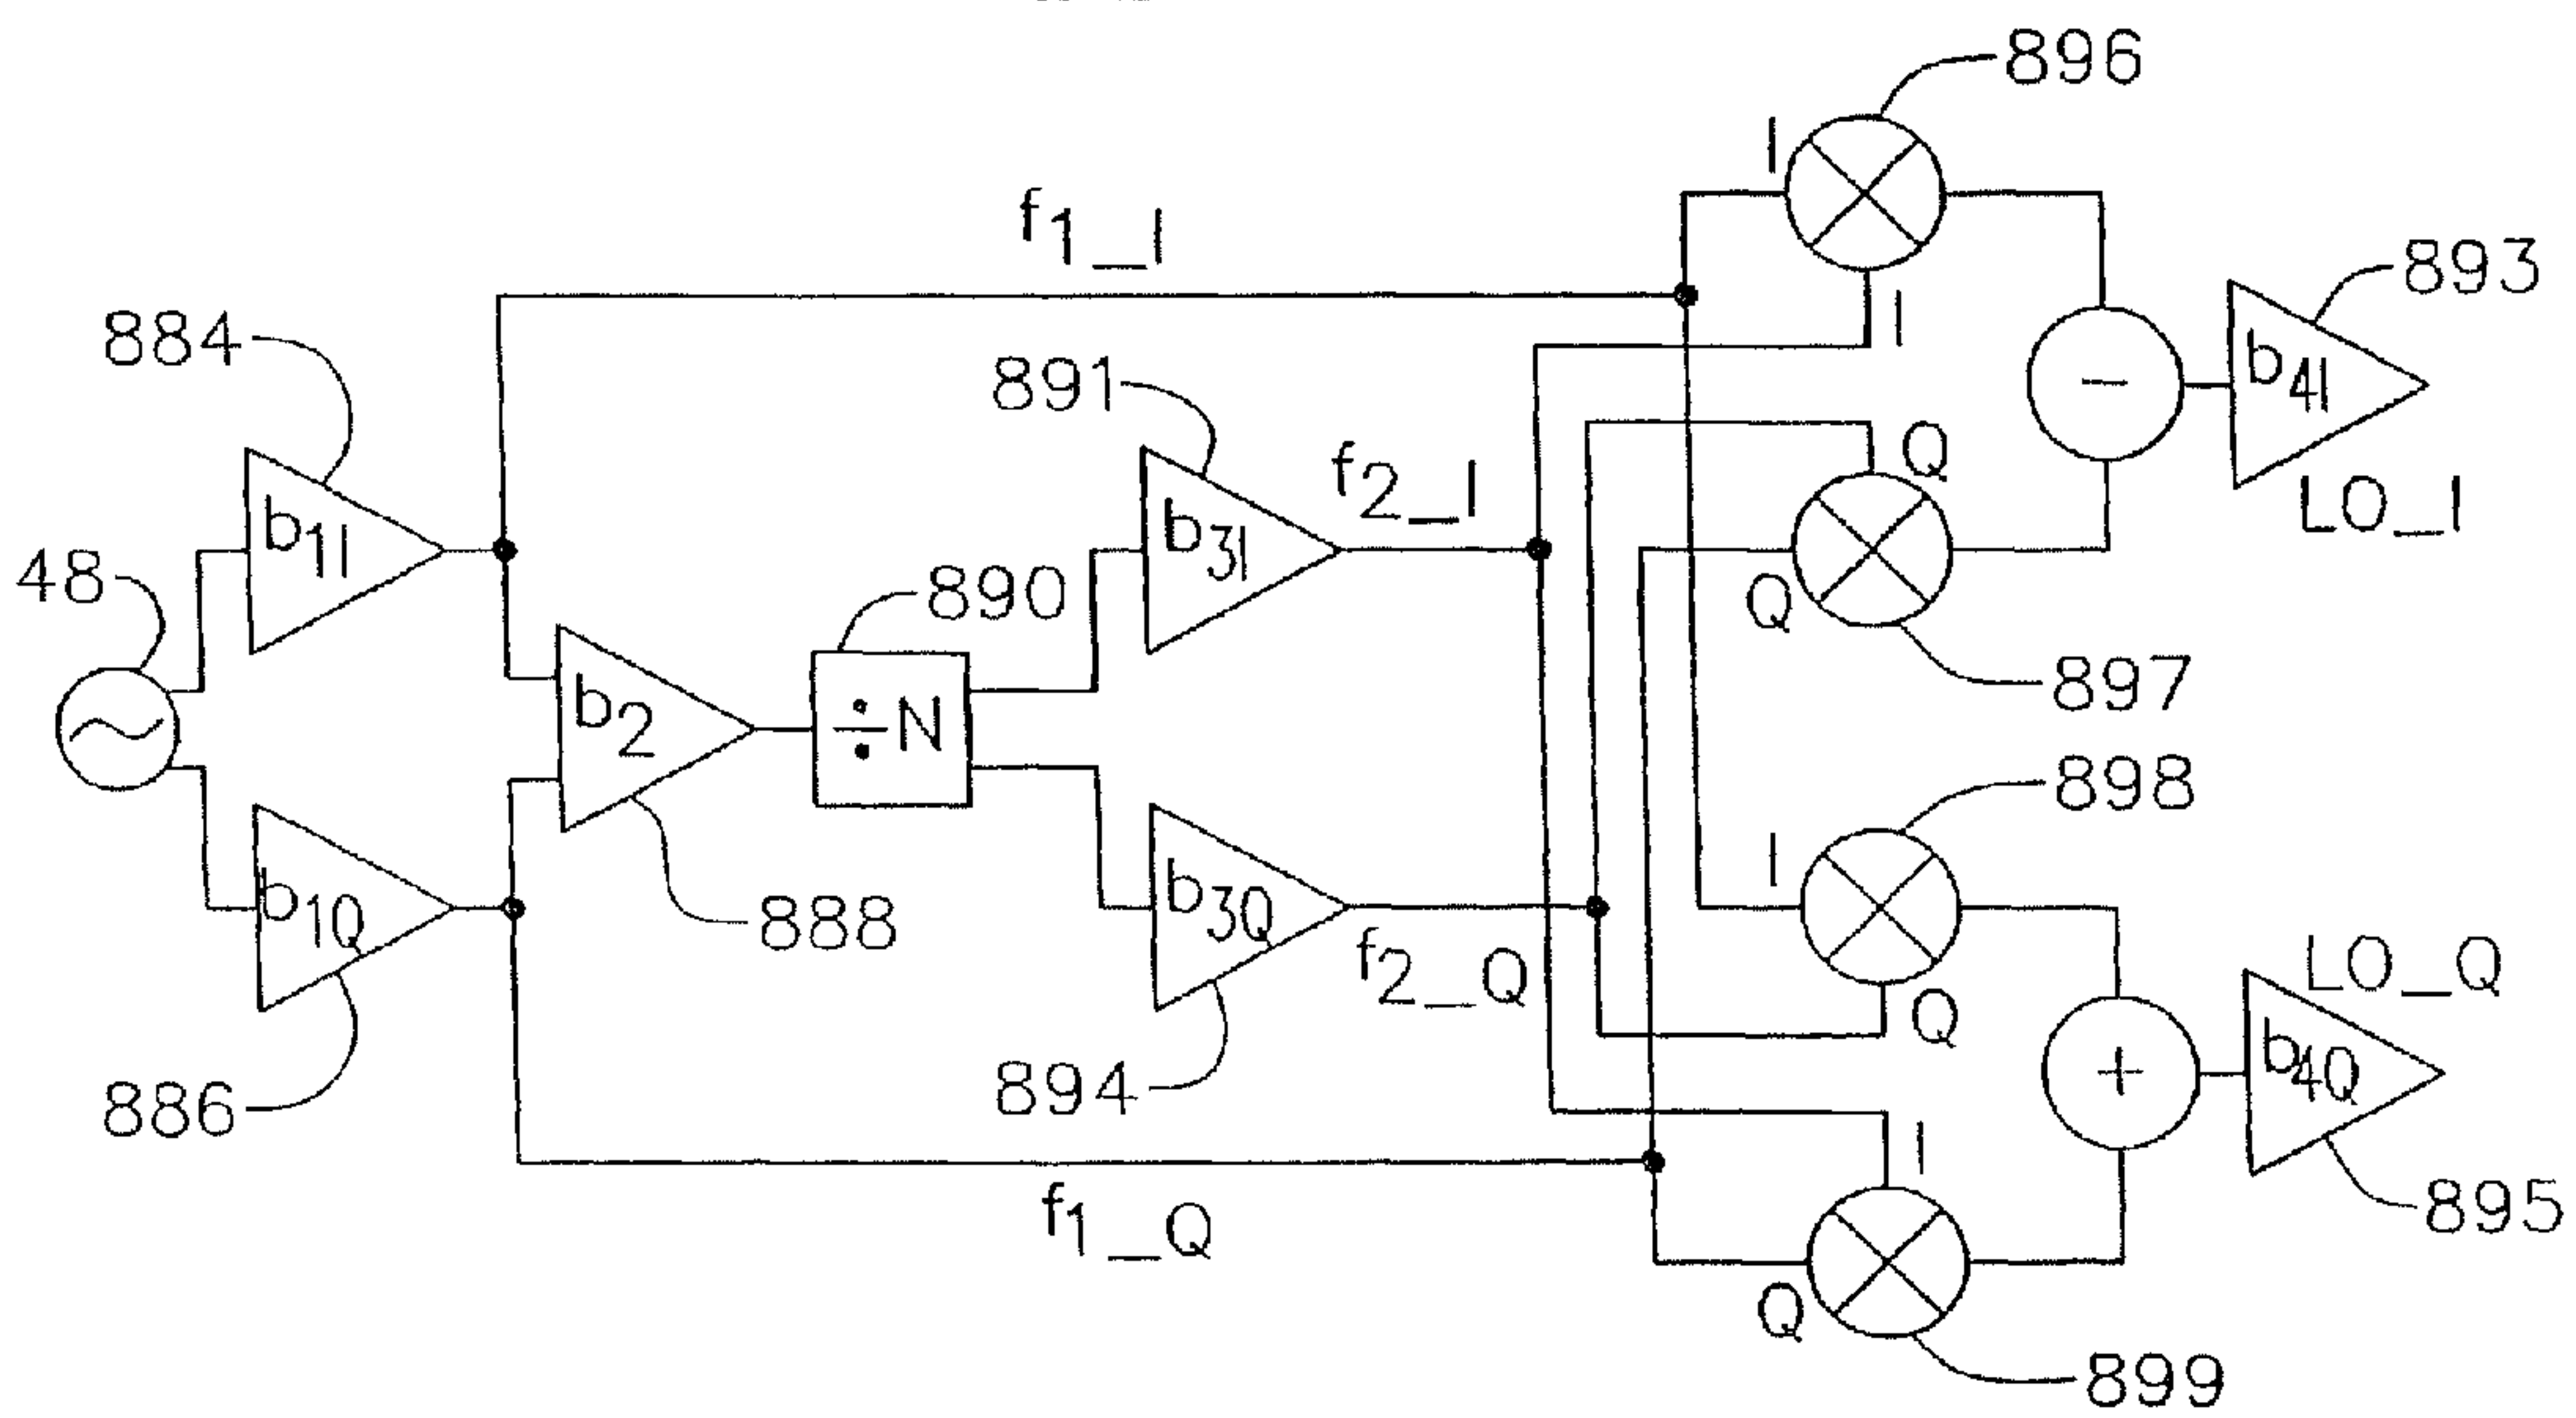 896
I
f1_I
893
884
I
891
b4I
b1I
f2_I
Q
LO_I
b3I
48
890
Q
897
b2
÷N
898
I
b1Q
b3Q
888
f2_Q
Q
LO_Q
b4Q
894
886
I
f1_Q
895
Q
899
−
+